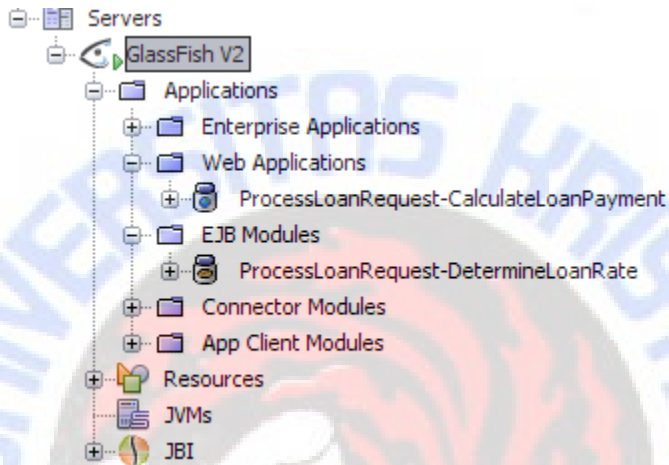 Servers
GlassFish V2
Applications
Enterprise Applications
Web Applications
ProcessLoanRequest-CalculateLoanPayment
EJB Modules
ProcessLoanRequest-DetermineLoanRate
Connector Modules
App Client Modules
Resources
JVMs
JBI